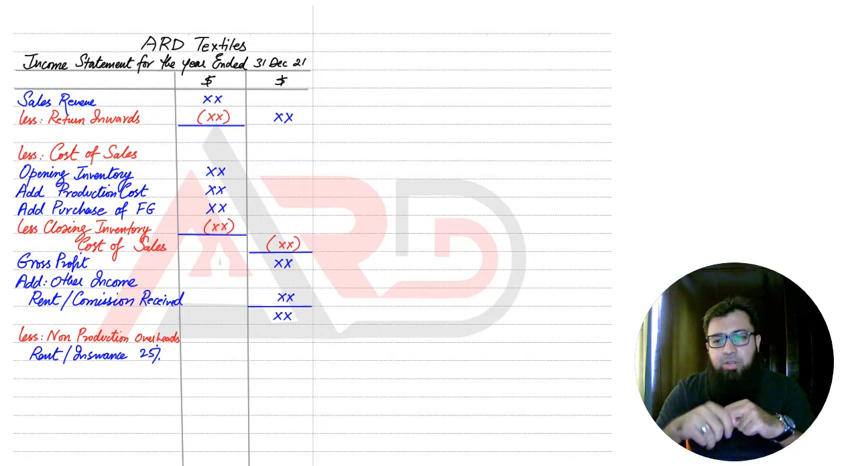 ARD Textiles
Income Statement for the year Ended 31 Dec 21
$ $
Sales Revenue XX
less: Return Inwards (XX) XX
less: Cost of Sales
Opening Inventory XX
Add Production Cost XX
Add Purchase of FG XX
Less Closing Inventory (XX)
Cost of Sales (XX)
Gross Profit XX
Add: Other Income
Rent/Comission Received XX
XX
less: Non Production Overheads
Rent/Insurance 25%
ARD